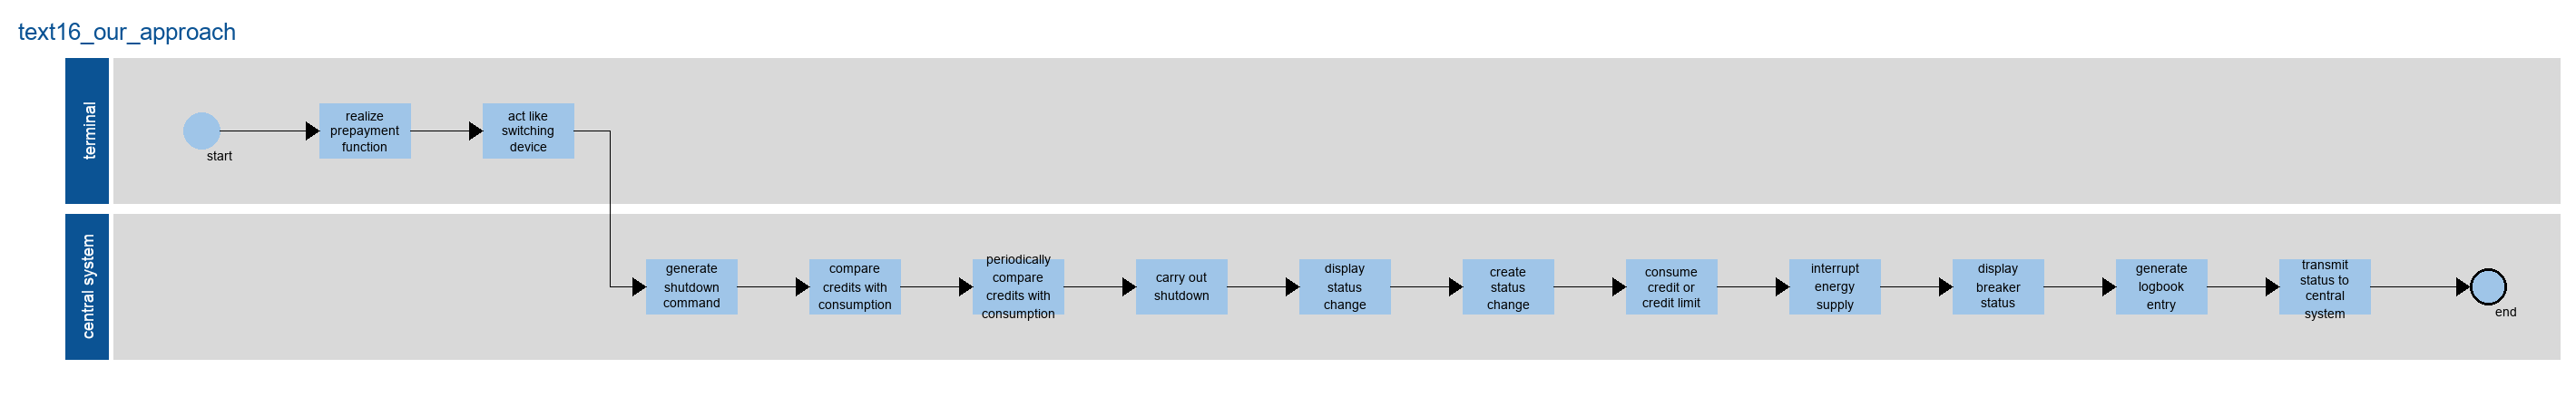 text16_our_approach
terminal
start
realize
prepayment
function
act like
switching
device
central system
generate
shutdown
command
compare
credits with
consumption
periodically
compare
credits with
consumption
carry out
shutdown
display
status
change
create
status
change
consume
credit or
credit limit
interrupt
energy
supply
display
breaker
status
generate
logbook
entry
transmit
status to
central
system
end